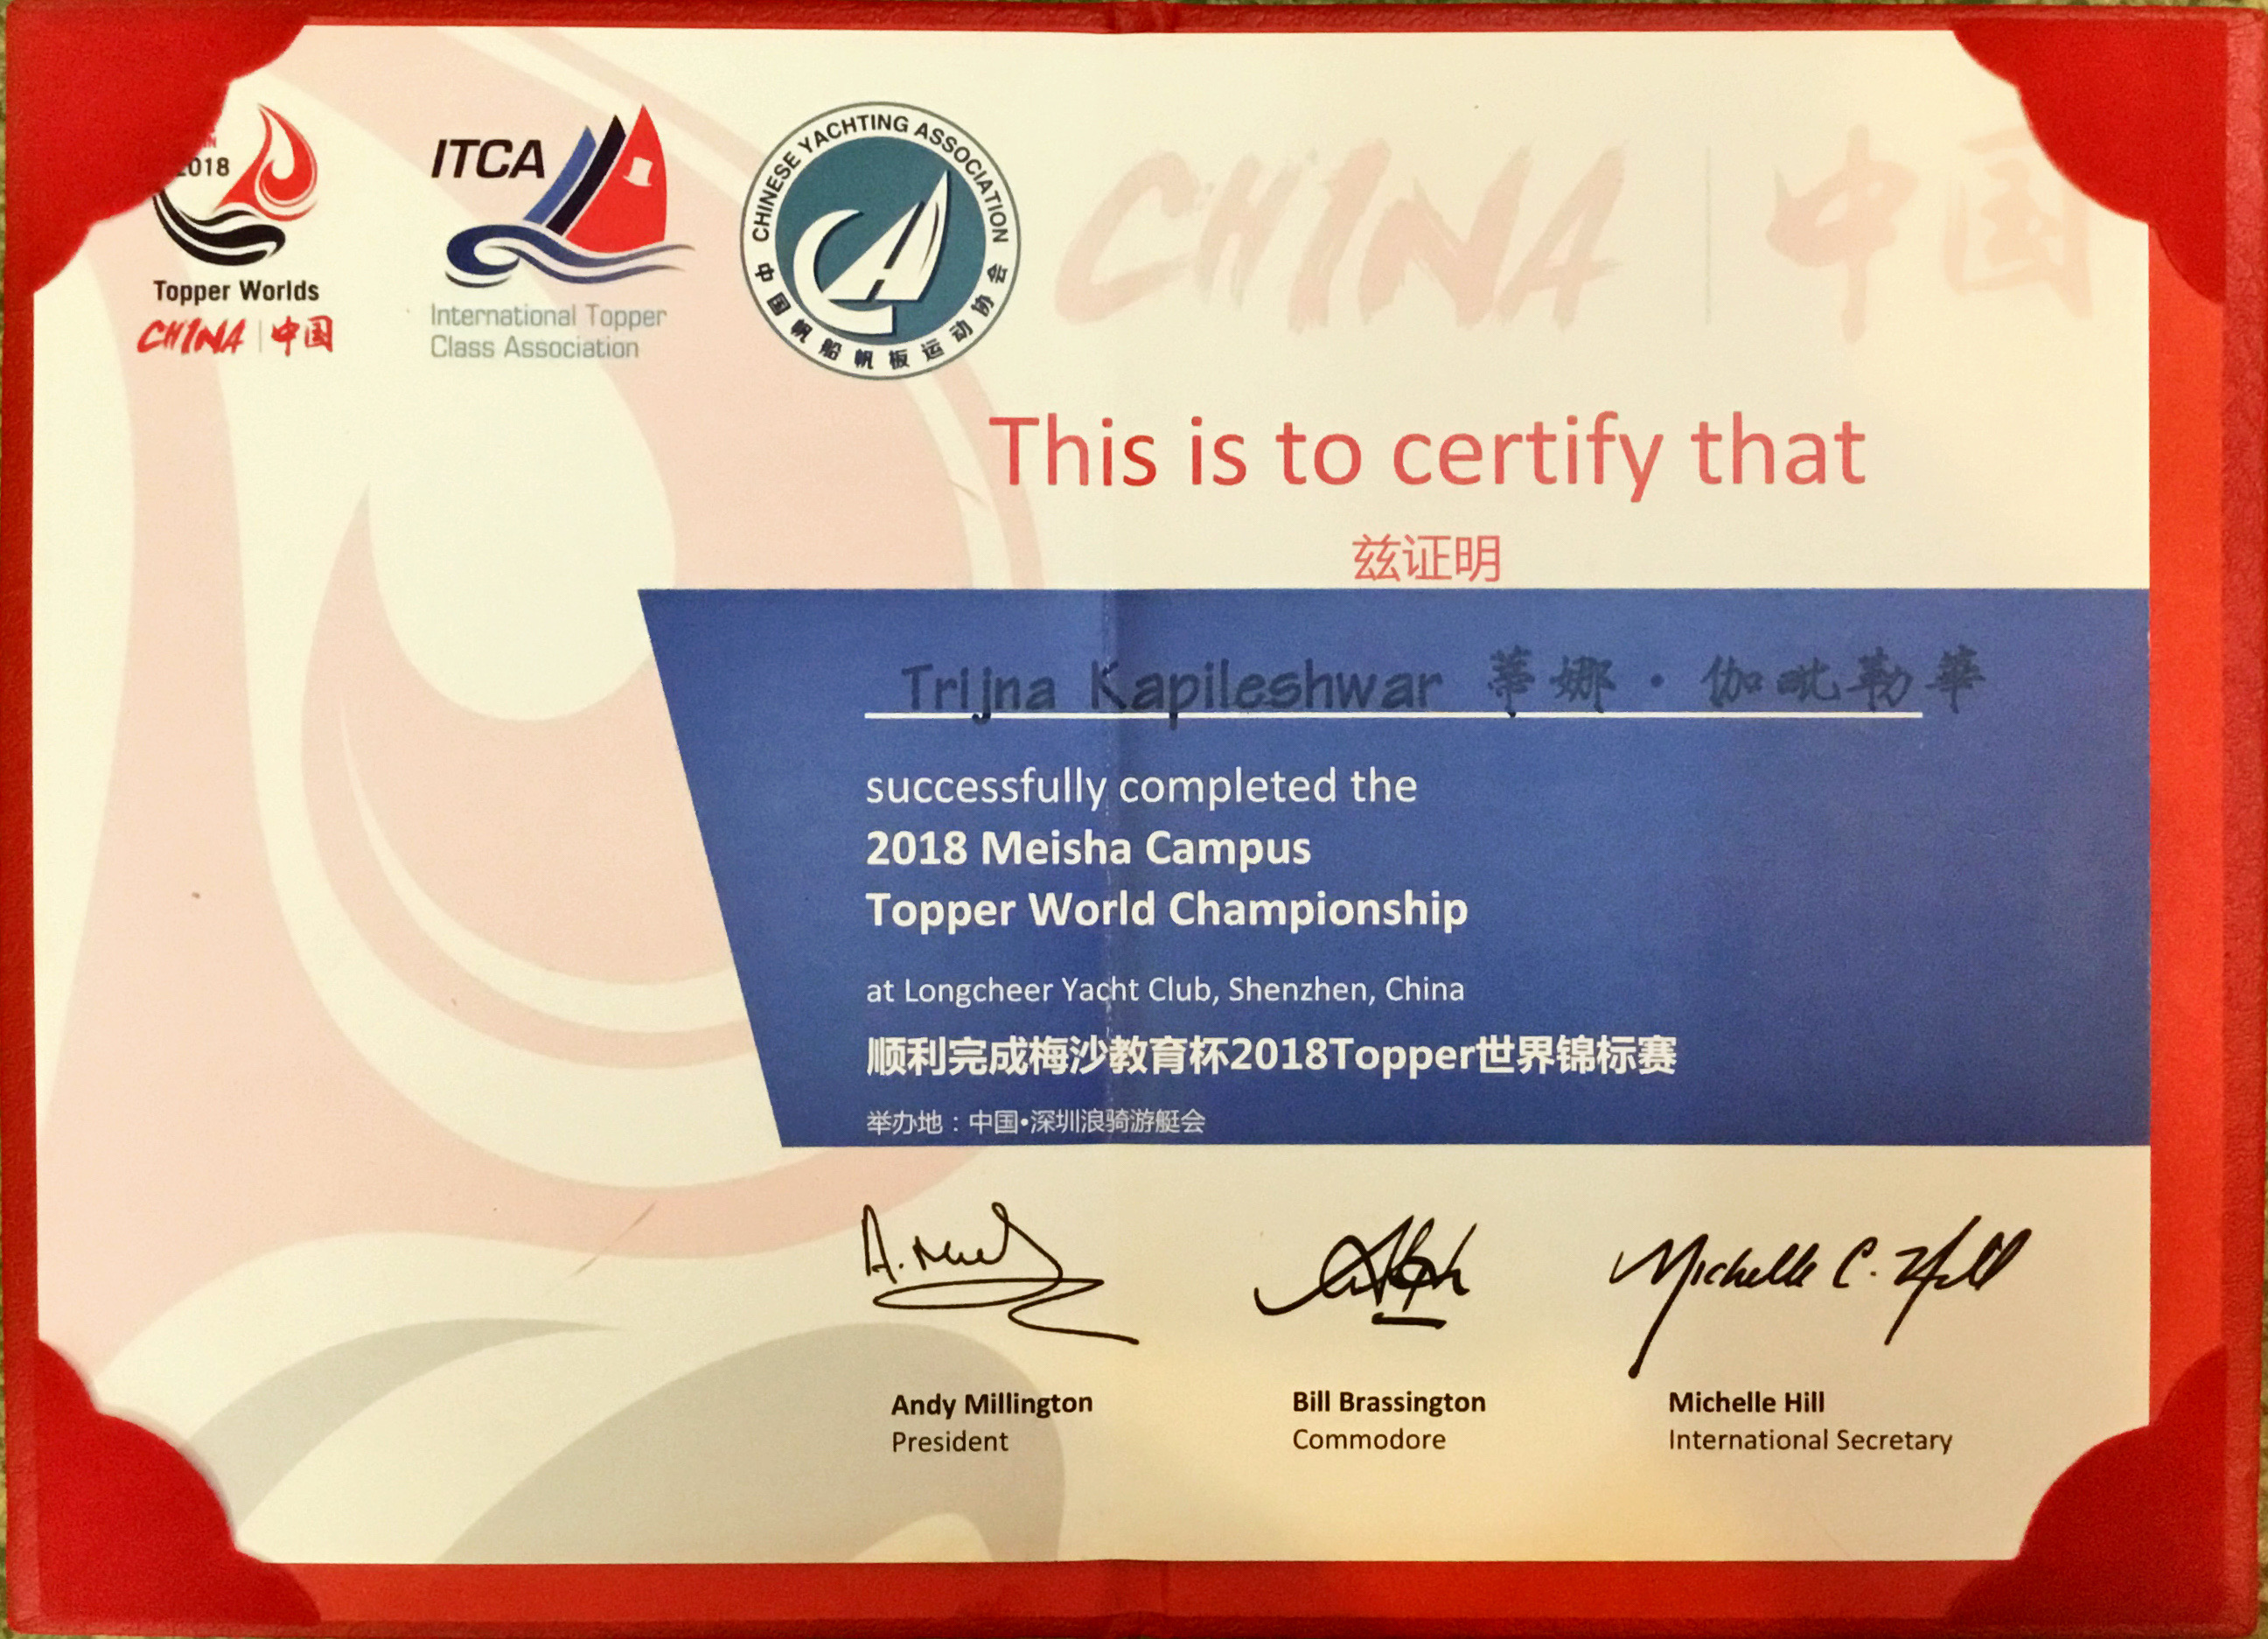 2018
Topper Worlds
CHINA | 中国
ITCA
International Topper
Class Association
CHINESE YACHTING ASSOCIATION
中国帆船帆板运动协会
CHINA | 中国
This is to certify that
兹证明
Trijna Kapileshwar 蒂娜·伽毗勒華
successfully completed the
2018 Meisha Campus
Topper World Championship
at Longcheer Yacht Club, Shenzhen, China
顺利完成梅沙教育杯2018Topper世界锦标赛
举办地：中国•深圳浪骑游艇会
Michelle C. Hill
Andy Millington
President
Bill Brassington
Commodore
Michelle Hill
International Secretary